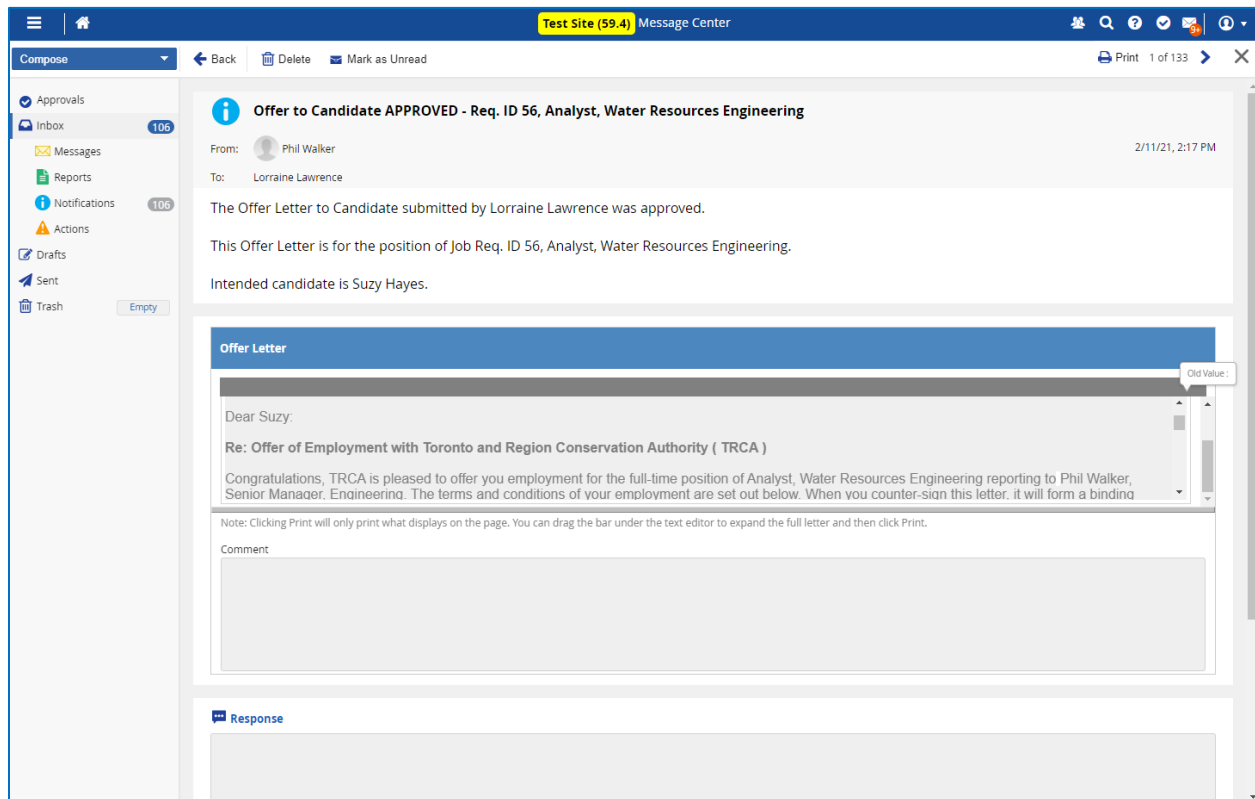 Test Site (59.4) Message Center
9+
Compose
Back Delete Mark as Unread
Print 1 of 133
Approvals
Inbox 106
Messages
Reports
Notifications 106
Actions
Drafts
Sent
Trash Empty
Offer to Candidate APPROVED - Req. ID 56, Analyst, Water Resources Engineering
From: Phil Walker 2/11/21, 2:17 PM
To: Lorraine Lawrence
The Offer Letter to Candidate submitted by Lorraine Lawrence was approved.
This Offer Letter is for the position of Job Req. ID 56, Analyst, Water Resources Engineering.
Intended candidate is Suzy Hayes.
Offer Letter
Old Value :
Dear Suzy:
Re: Offer of Employment with Toronto and Region Conservation Authority ( TRCA )
Congratulations, TRCA is pleased to offer you employment for the full-time position of Analyst, Water Resources Engineering reporting to Phil Walker,
Senior Manager, Engineering. The terms and conditions of your employment are set out below. When you counter-sign this letter, it will form a binding
Note: Clicking Print will only print what displays on the page. You can drag the bar under the text editor to expand the full letter and then click Print.
Comment
Response